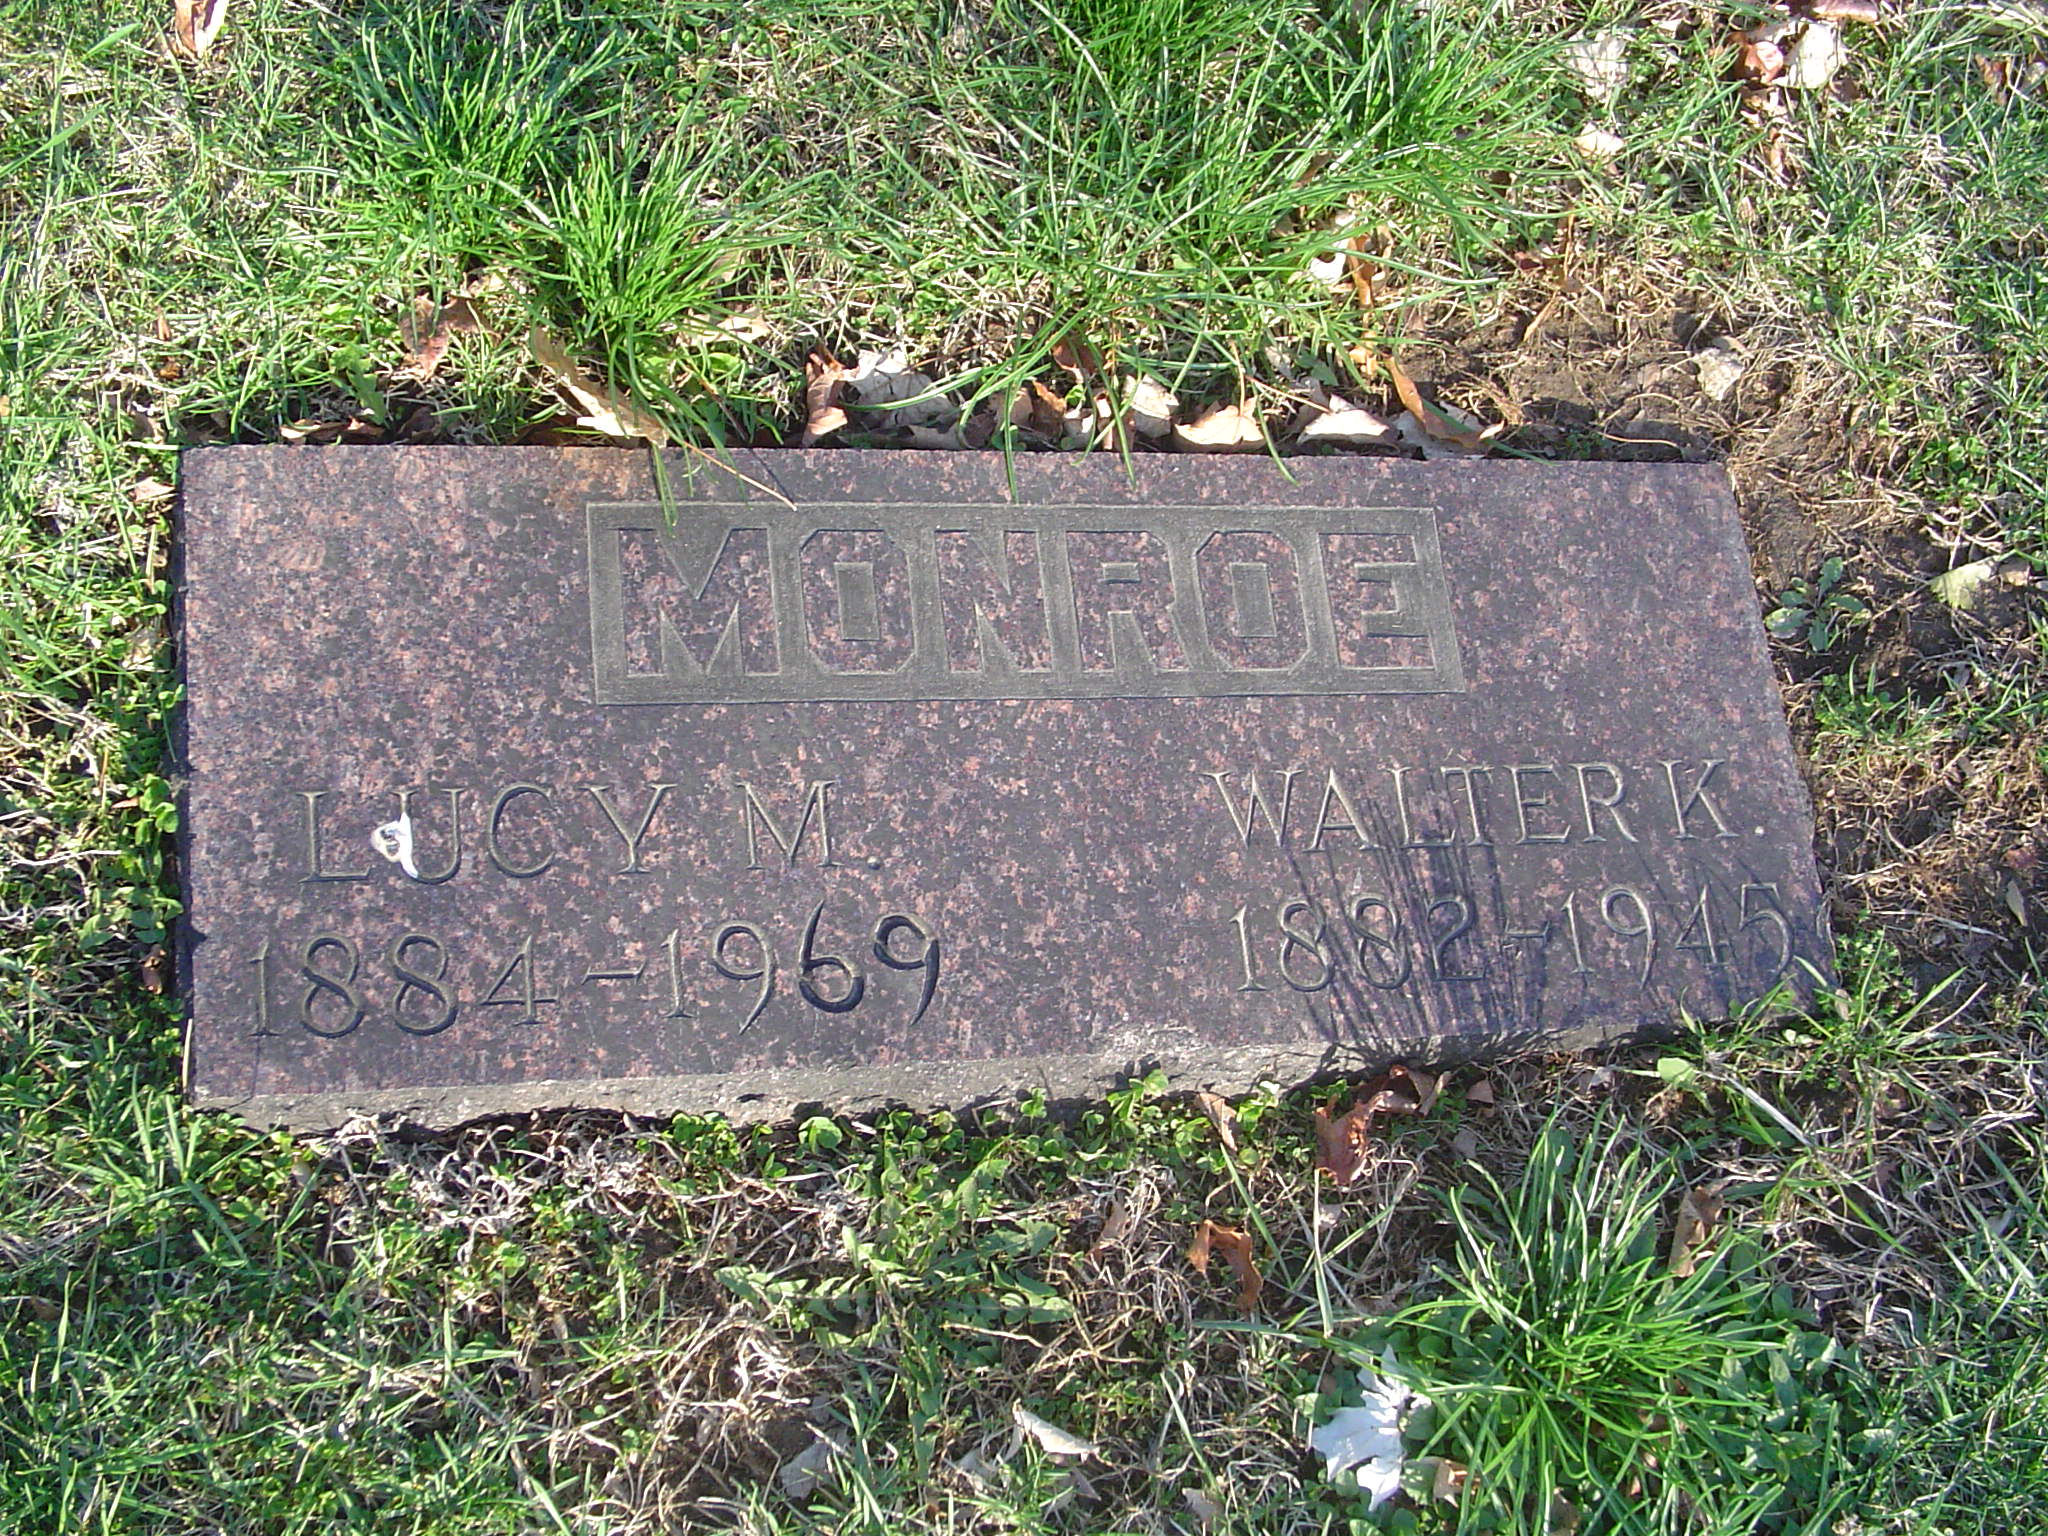 MONROE
LUCY M.
1884-1969
WALTER K.
1882-1945